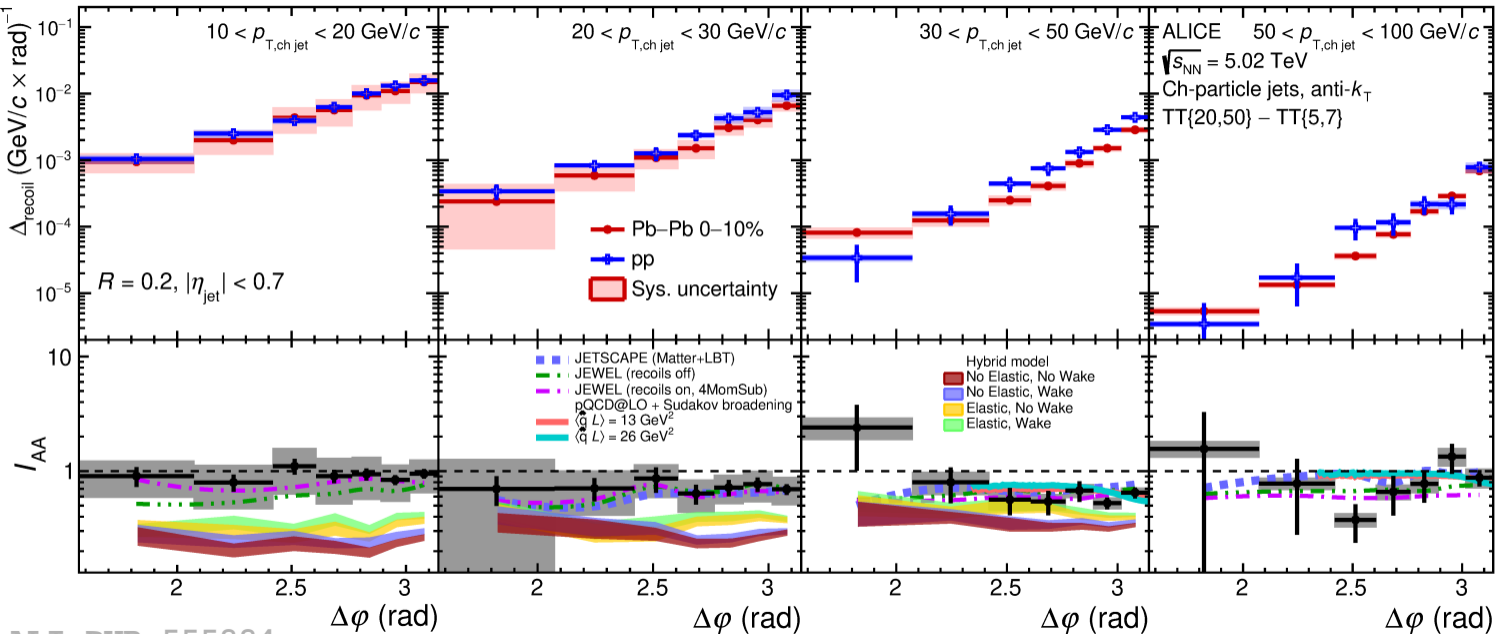 10 < p_T,ch jet < 20 GeV/c
20 < p_T,ch jet < 30 GeV/c
30 < p_T,ch jet < 50 GeV/c
ALICE 50 < p_T,ch jet < 100 GeV/c
√s_NN = 5.02 TeV
Ch-particle jets, anti-k_T
TT{20,50} − TT{5,7}
Δ_recoil (GeV/c × rad)^−1
10^−1
10^−2
10^−3
10^−4
10^−5
R = 0.2, |η_jet| < 0.7
Pb−Pb 0−10%
pp
Sys. uncertainty
I_AA
10
1
JETSCAPE (Matter+LBT)
JEWEL (recoils off)
JEWEL (recoils on, 4MomSub)
pQCD@LO + Sudakov broadening
⟨q̂ L⟩ = 13 GeV²
⟨q̂ L⟩ = 26 GeV²
Hybrid model
No Elastic, No Wake
No Elastic, Wake
Elastic, No Wake
Elastic, Wake
2 2.5 3 2 2.5 3 2 2.5 3 2 2.5 3
Δφ (rad) Δφ (rad) Δφ (rad) Δφ (rad)